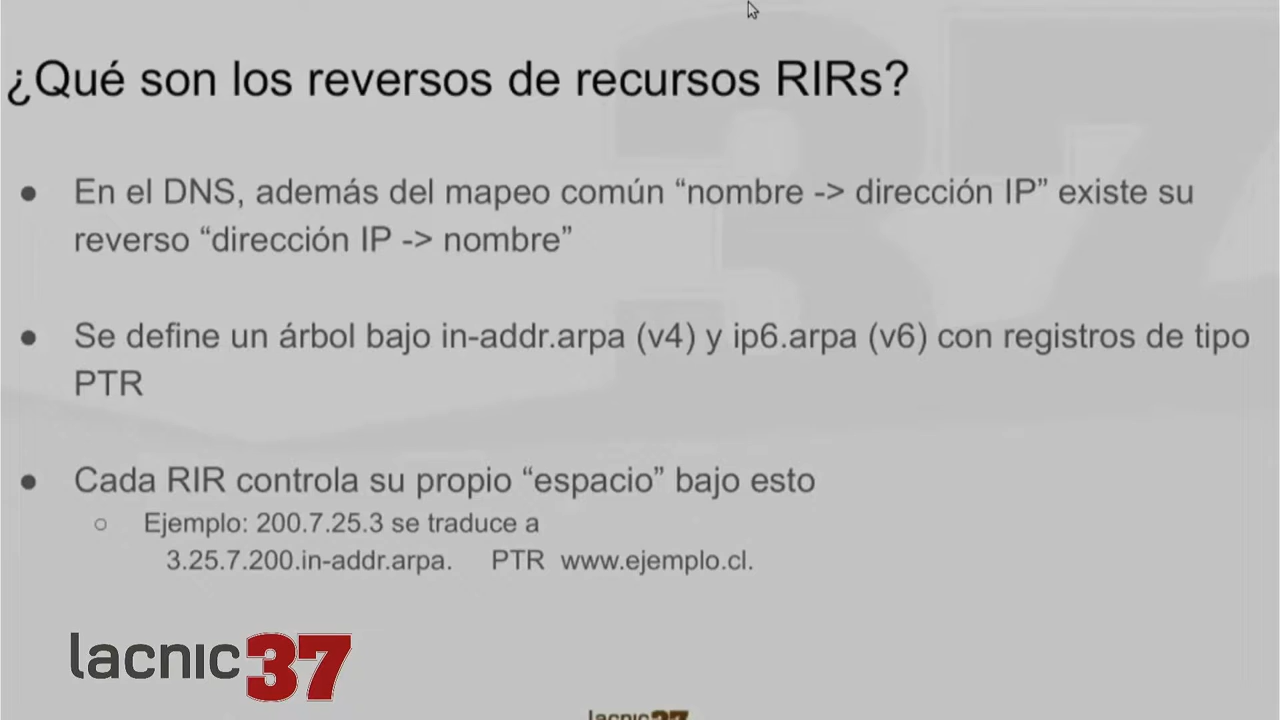 ¿Qué son los reversos de recursos RIRs?
● En el DNS, además del mapeo común “nombre -> dirección IP” existe su
reverso “dirección IP -> nombre”
● Se define un árbol bajo in-addr.arpa (v4) y ip6.arpa (v6) con registros de tipo
PTR
● Cada RIR controla su propio “espacio” bajo esto
○ Ejemplo: 200.7.25.3 se traduce a
3.25.7.200.in-addr.arpa. PTR www.ejemplo.cl.
lacnic37
lacnic37